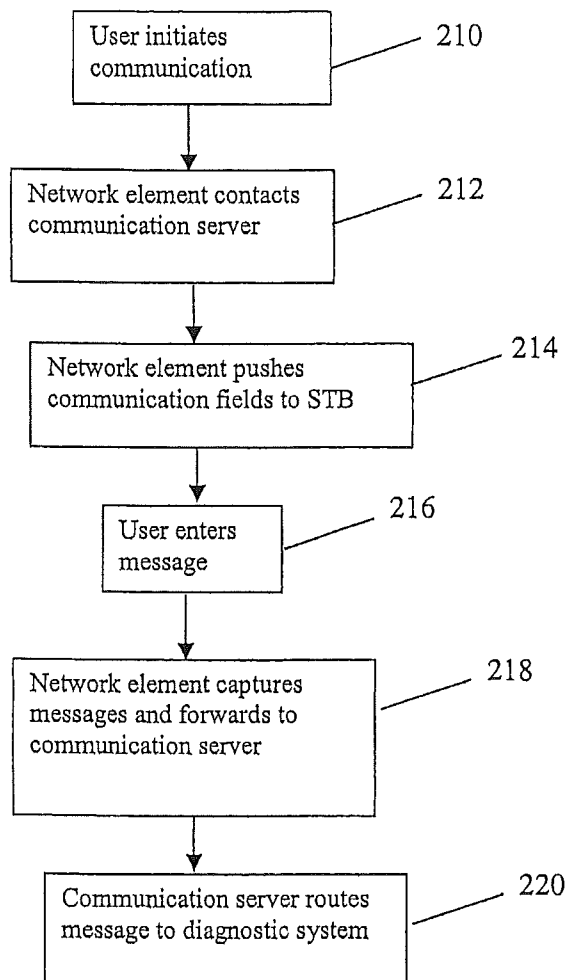 User initiates
communication
210
Network element contacts
communication server
212
Network element pushes
communication fields to STB
214
User enters
message
216
Network element captures
messages and forwards to
communication server
218
Communication server routes
message to diagnostic system
220